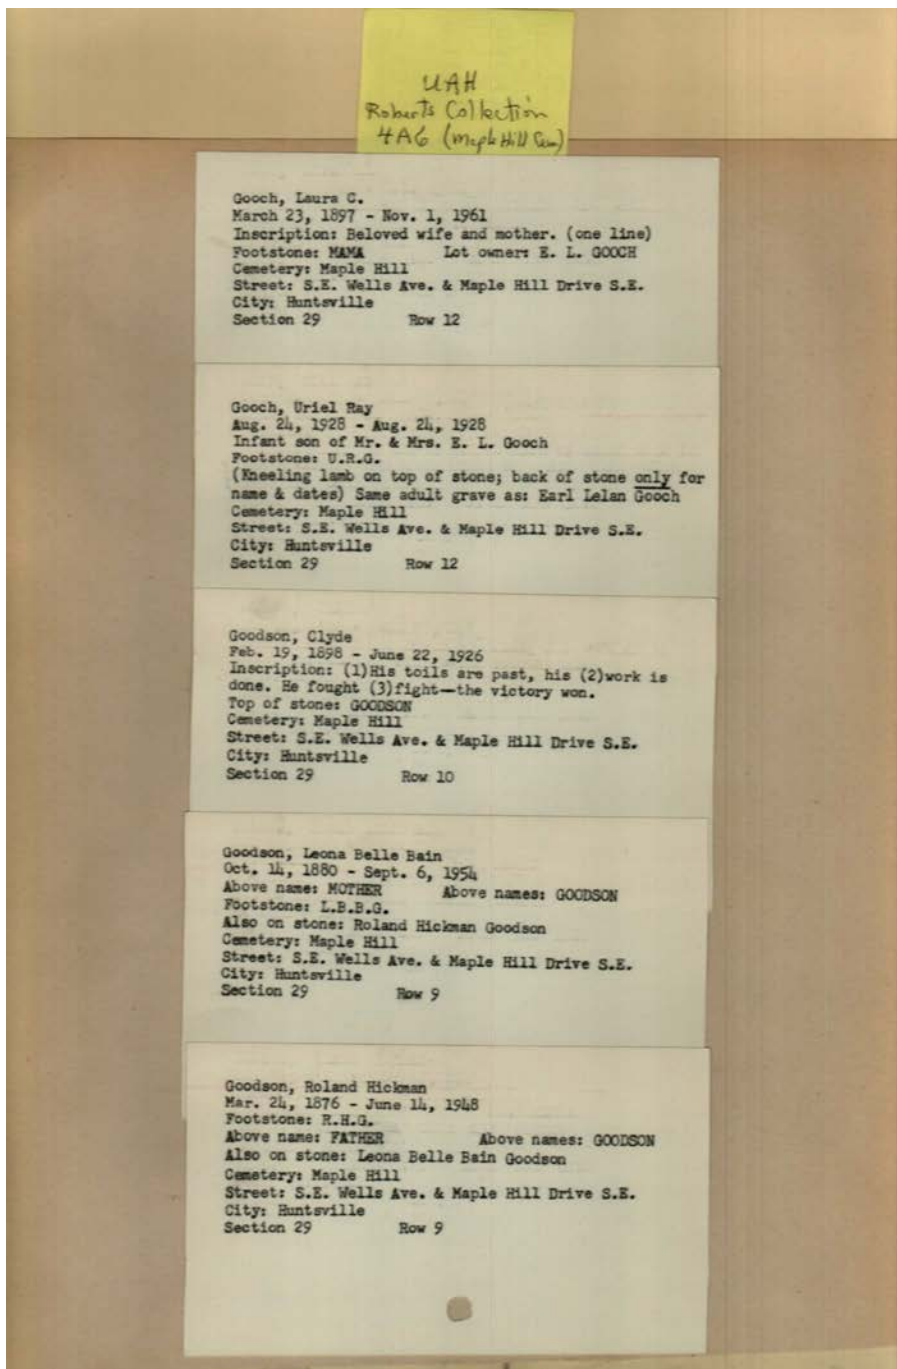 UAH
Roberts Collection
4A6 (Maple Hill Cem)
Gooch, Laura C.
March 23, 1897 - Nov. 1, 1961
Inscription: Beloved wife and mother. (one line)
Footstone: MAMA Lot owner: E. L. GOOCH
Cemetery: Maple Hill
Street: S.E. Wells Ave. & Maple Hill Drive S.E.
City: Huntsville
Section 29 Row 12
Gooch, Uriel Ray
Aug. 24, 1928 - Aug. 24, 1928
Infant son of Mr. & Mrs. E. L. Gooch
Footstone: U.R.G.
(Kneeling lamb on top of stone; back of stone only for
name & dates) Same adult grave as: Earl Lelan Gooch
Cemetery: Maple Hill
Street: S.E. Wells Ave. & Maple Hill Drive S.E.
City: Huntsville
Section 29 Row 12
Goodson, Clyde
Feb. 19, 1898 - June 22, 1926
Inscription: (1)His toils are past, his (2)work is
done. He fought (3)fight—the victory won.
Top of stone: GOODSON
Cemetery: Maple Hill
Street: S.E. Wells Ave. & Maple Hill Drive S.E.
City: Huntsville
Section 29 Row 10
Goodson, Leona Belle Bain
Oct. 14, 1880 - Sept. 6, 1954
Above name: MOTHER Above names: GOODSON
Footstone: L.B.B.G.
Also on stone: Roland Hickman Goodson
Cemetery: Maple Hill
Street: S.E. Wells Ave. & Maple Hill Drive S.E.
City: Huntsville
Section 29 Row 9
Goodson, Roland Hickman
Mar. 24, 1876 - June 14, 1948
Footstone: R.H.G.
Above name: FATHER Above names: GOODSON
Also on stone: Leona Belle Bain Goodson
Cemetery: Maple Hill
Street: S.E. Wells Ave. & Maple Hill Drive S.E.
City: Huntsville
Section 29 Row 9